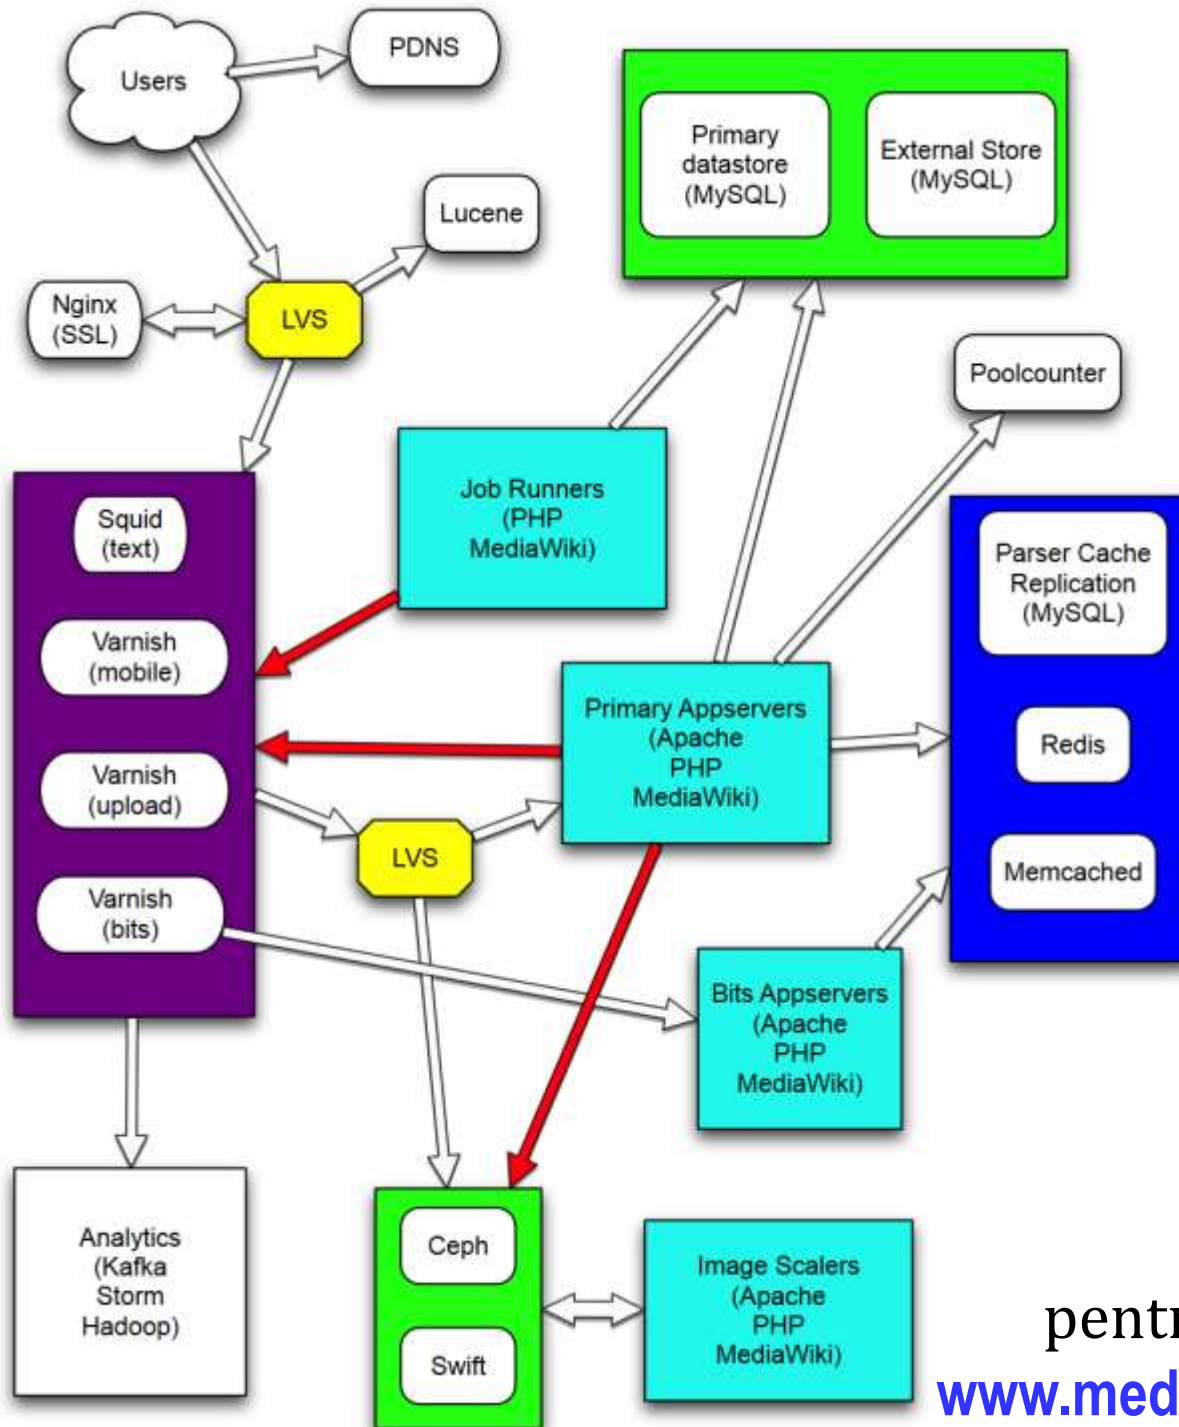 Users
PDNS
Lucene
Nginx
(SSL)
LVS
Primary
datastore
(MySQL)
External Store
(MySQL)
Poolcounter
Job Runners
(PHP
MediaWiki)
Squid
(text)
Varnish
(mobile)
Varnish
(upload)
Varnish
(bits)
LVS
Primary Appservers
(Apache
PHP
MediaWiki)
Parser Cache
Replication
(MySQL)
Redis
Memcached
Bits Appservers
(Apache
PHP
MediaWiki)
Analytics
(Kafka
Storm
Hadoop)
Ceph
Swift
Image Scalers
(Apache
PHP
MediaWiki)